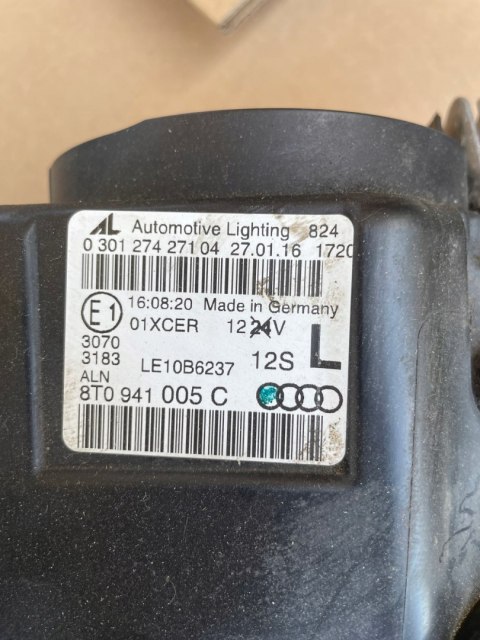 AL Automotive Lighting 824
0 301 274 271 04 27.01.16 1720
16:08:20 Made in Germany
E1 01XCER 12 24 V
3070
3183 LE10B6237 12S L
ALN
8T0 941 005 C